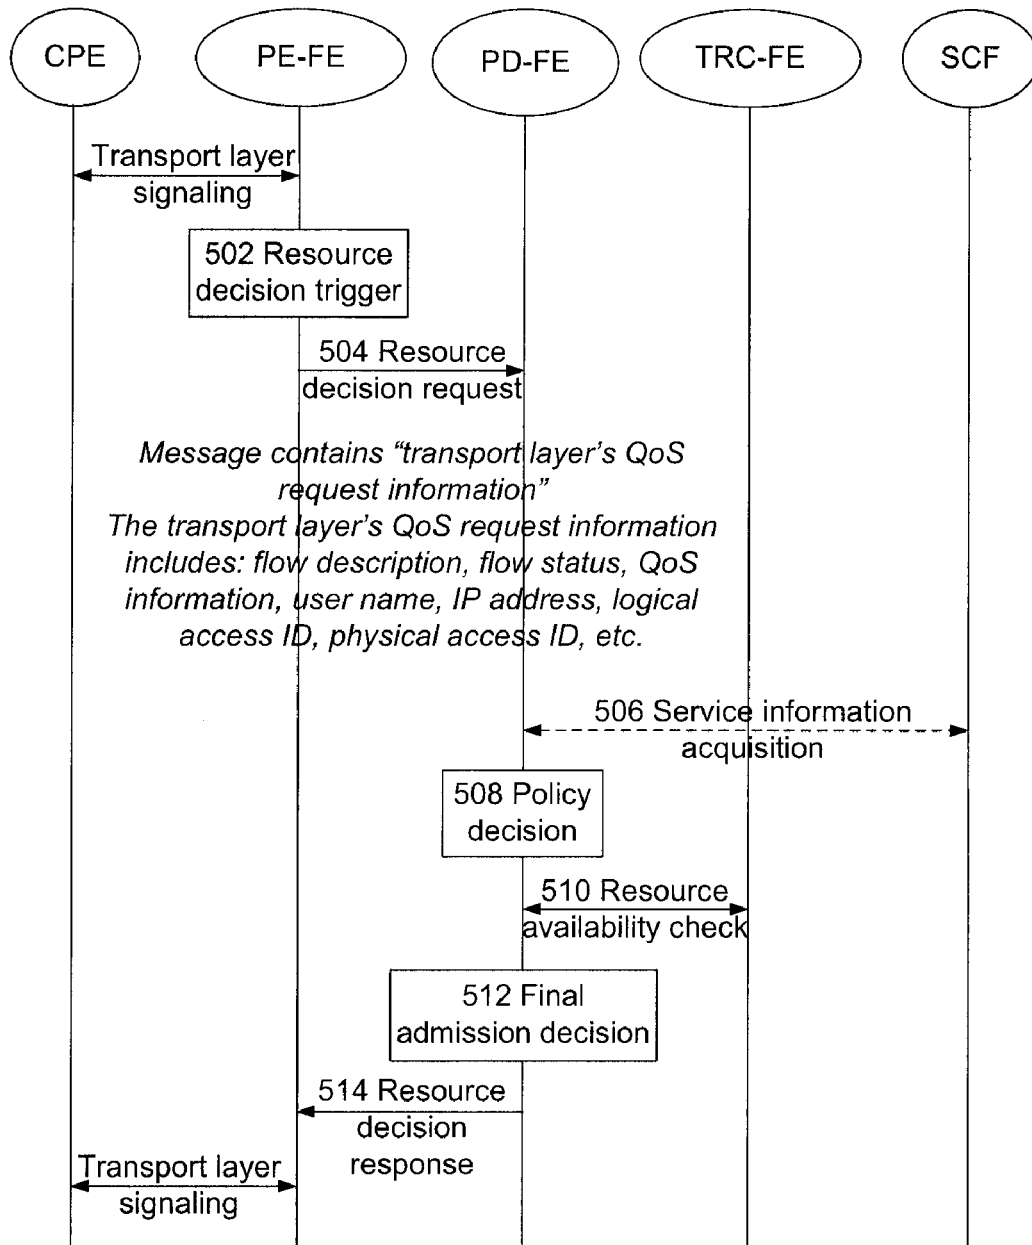 CPE
PE-FE
PD-FE
TRC-FE
SCF
Transport layer
signaling
502 Resource
decision trigger
504 Resource
decision request
Message contains “transport layer’s QoS
request information”
The transport layer’s QoS request information
includes: flow description, flow status, QoS
information, user name, IP address, logical
access ID, physical access ID, etc.
506 Service information
acquisition
508 Policy
decision
510 Resource
availability check
512 Final
admission decision
514 Resource
decision
response
Transport layer
signaling